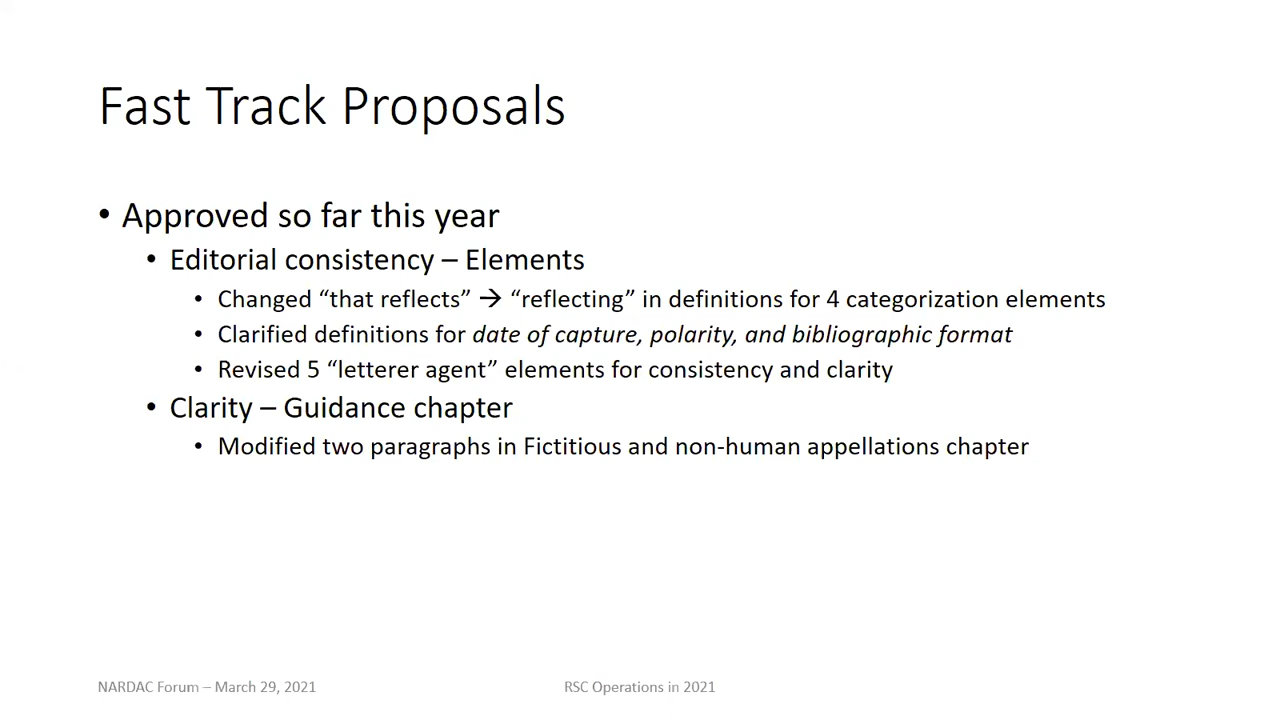 Fast Track Proposals
• Approved so far this year
• Editorial consistency – Elements
• Changed “that reflects” → “reflecting” in definitions for 4 categorization elements
• Clarified definitions for date of capture, polarity, and bibliographic format
• Revised 5 “letterer agent” elements for consistency and clarity
• Clarity – Guidance chapter
• Modified two paragraphs in Fictitious and non-human appellations chapter
NARDAC Forum – March 29, 2021
RSC Operations in 2021